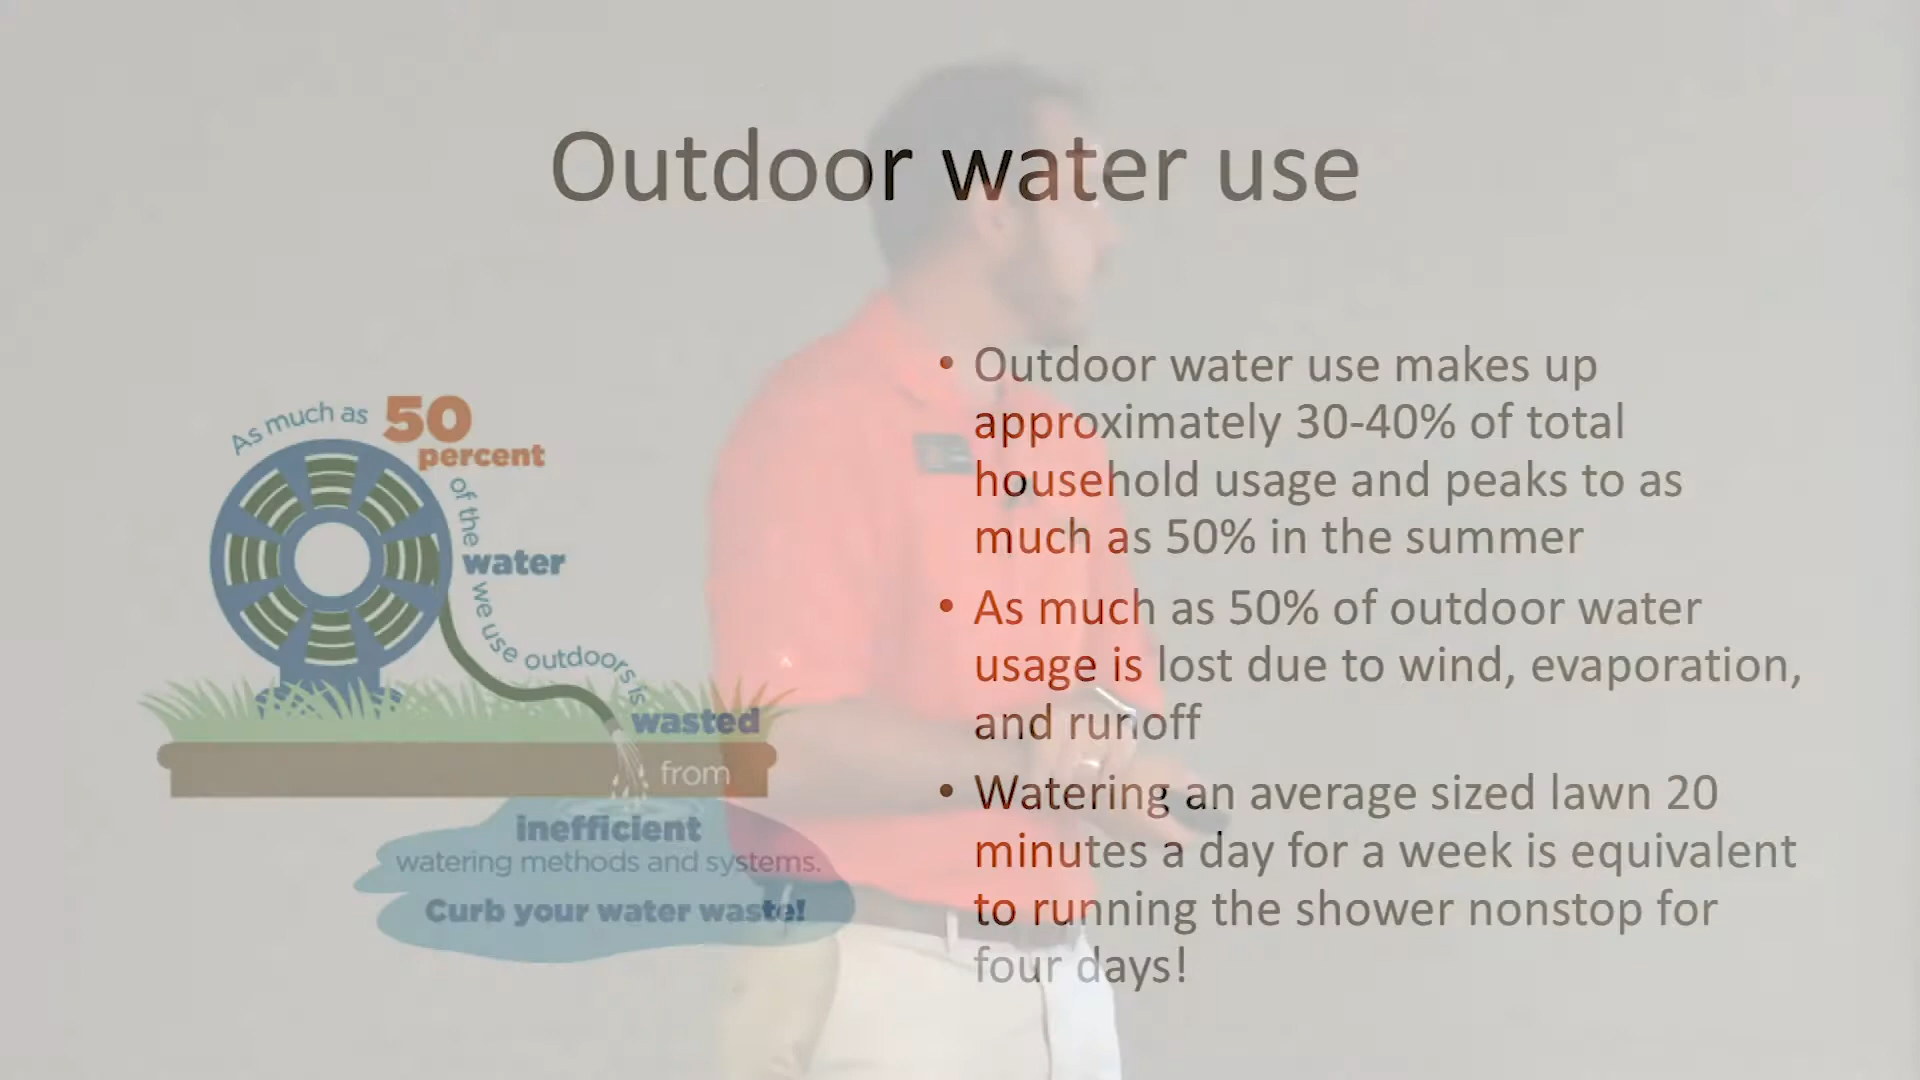 Outdoor water use
As much as 50
percent
of the
water
we use outdoors is
wasted
from
inefficient
watering methods and systems.
Curb your water waste!
• Outdoor water use makes up
approximately 30-40% of total
household usage and peaks to as
much as 50% in the summer
• As much as 50% of outdoor water
usage is lost due to wind, evaporation,
and runoff
• Watering an average sized lawn 20
minutes a day for a week is equivalent
to running the shower nonstop for
four days!